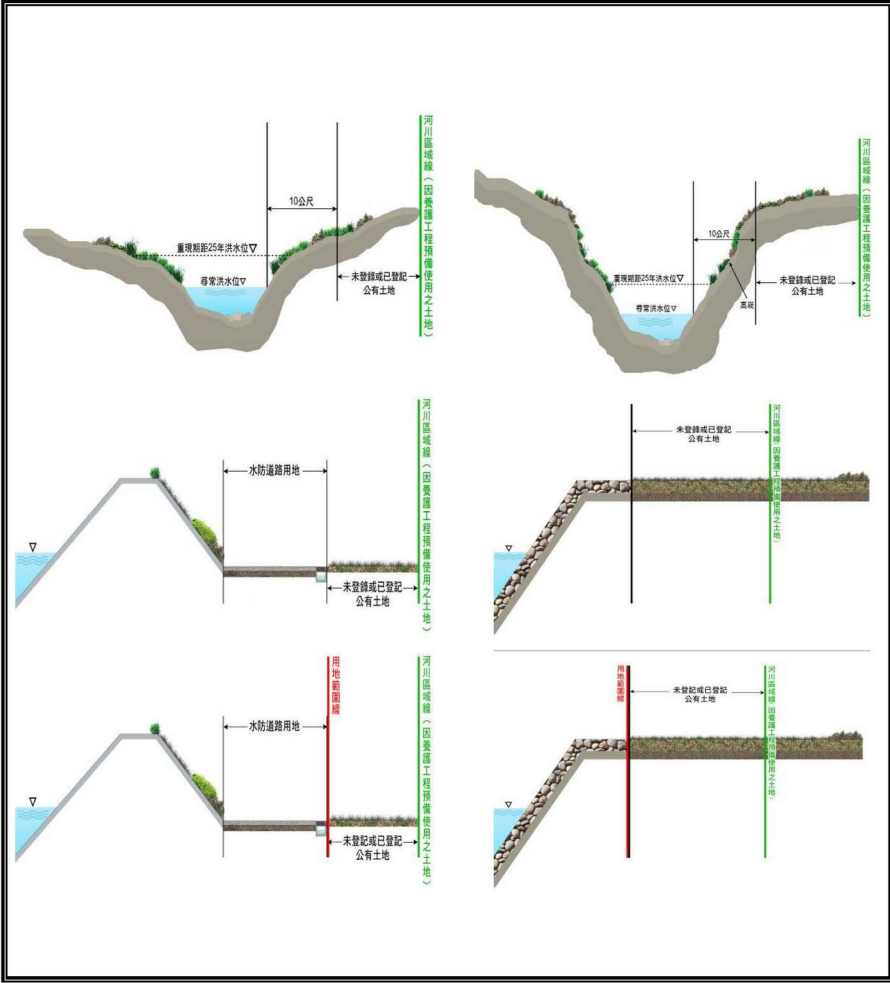 河川區域線（因養護工程預備使用之土地）
10公尺
重現期距25年洪水位▽
尋常洪水位▽
未登錄或已登記
公有土地
河川區域線（因養護工程預備使用之土地）
10公尺
重現期距25年洪水位▽
未登錄或已登記
公有土地
高崁
尋常洪水位▽
河川區域線（因養護工程預備使用之土地）
水防道路用地
▽
未登錄或已登記
公有土地
未登錄或已登記
公有土地
河川區域線（因養護工程預備使用之土地）
▽
用地範圍線
河川區域線（因養護工程預備使用之土地）
水防道路用地
▽
未登記或已登記
公有土地
用地範圍線
未登記或已登記
公有土地
河川區域線（因養護工程預備使用之土地）
▽